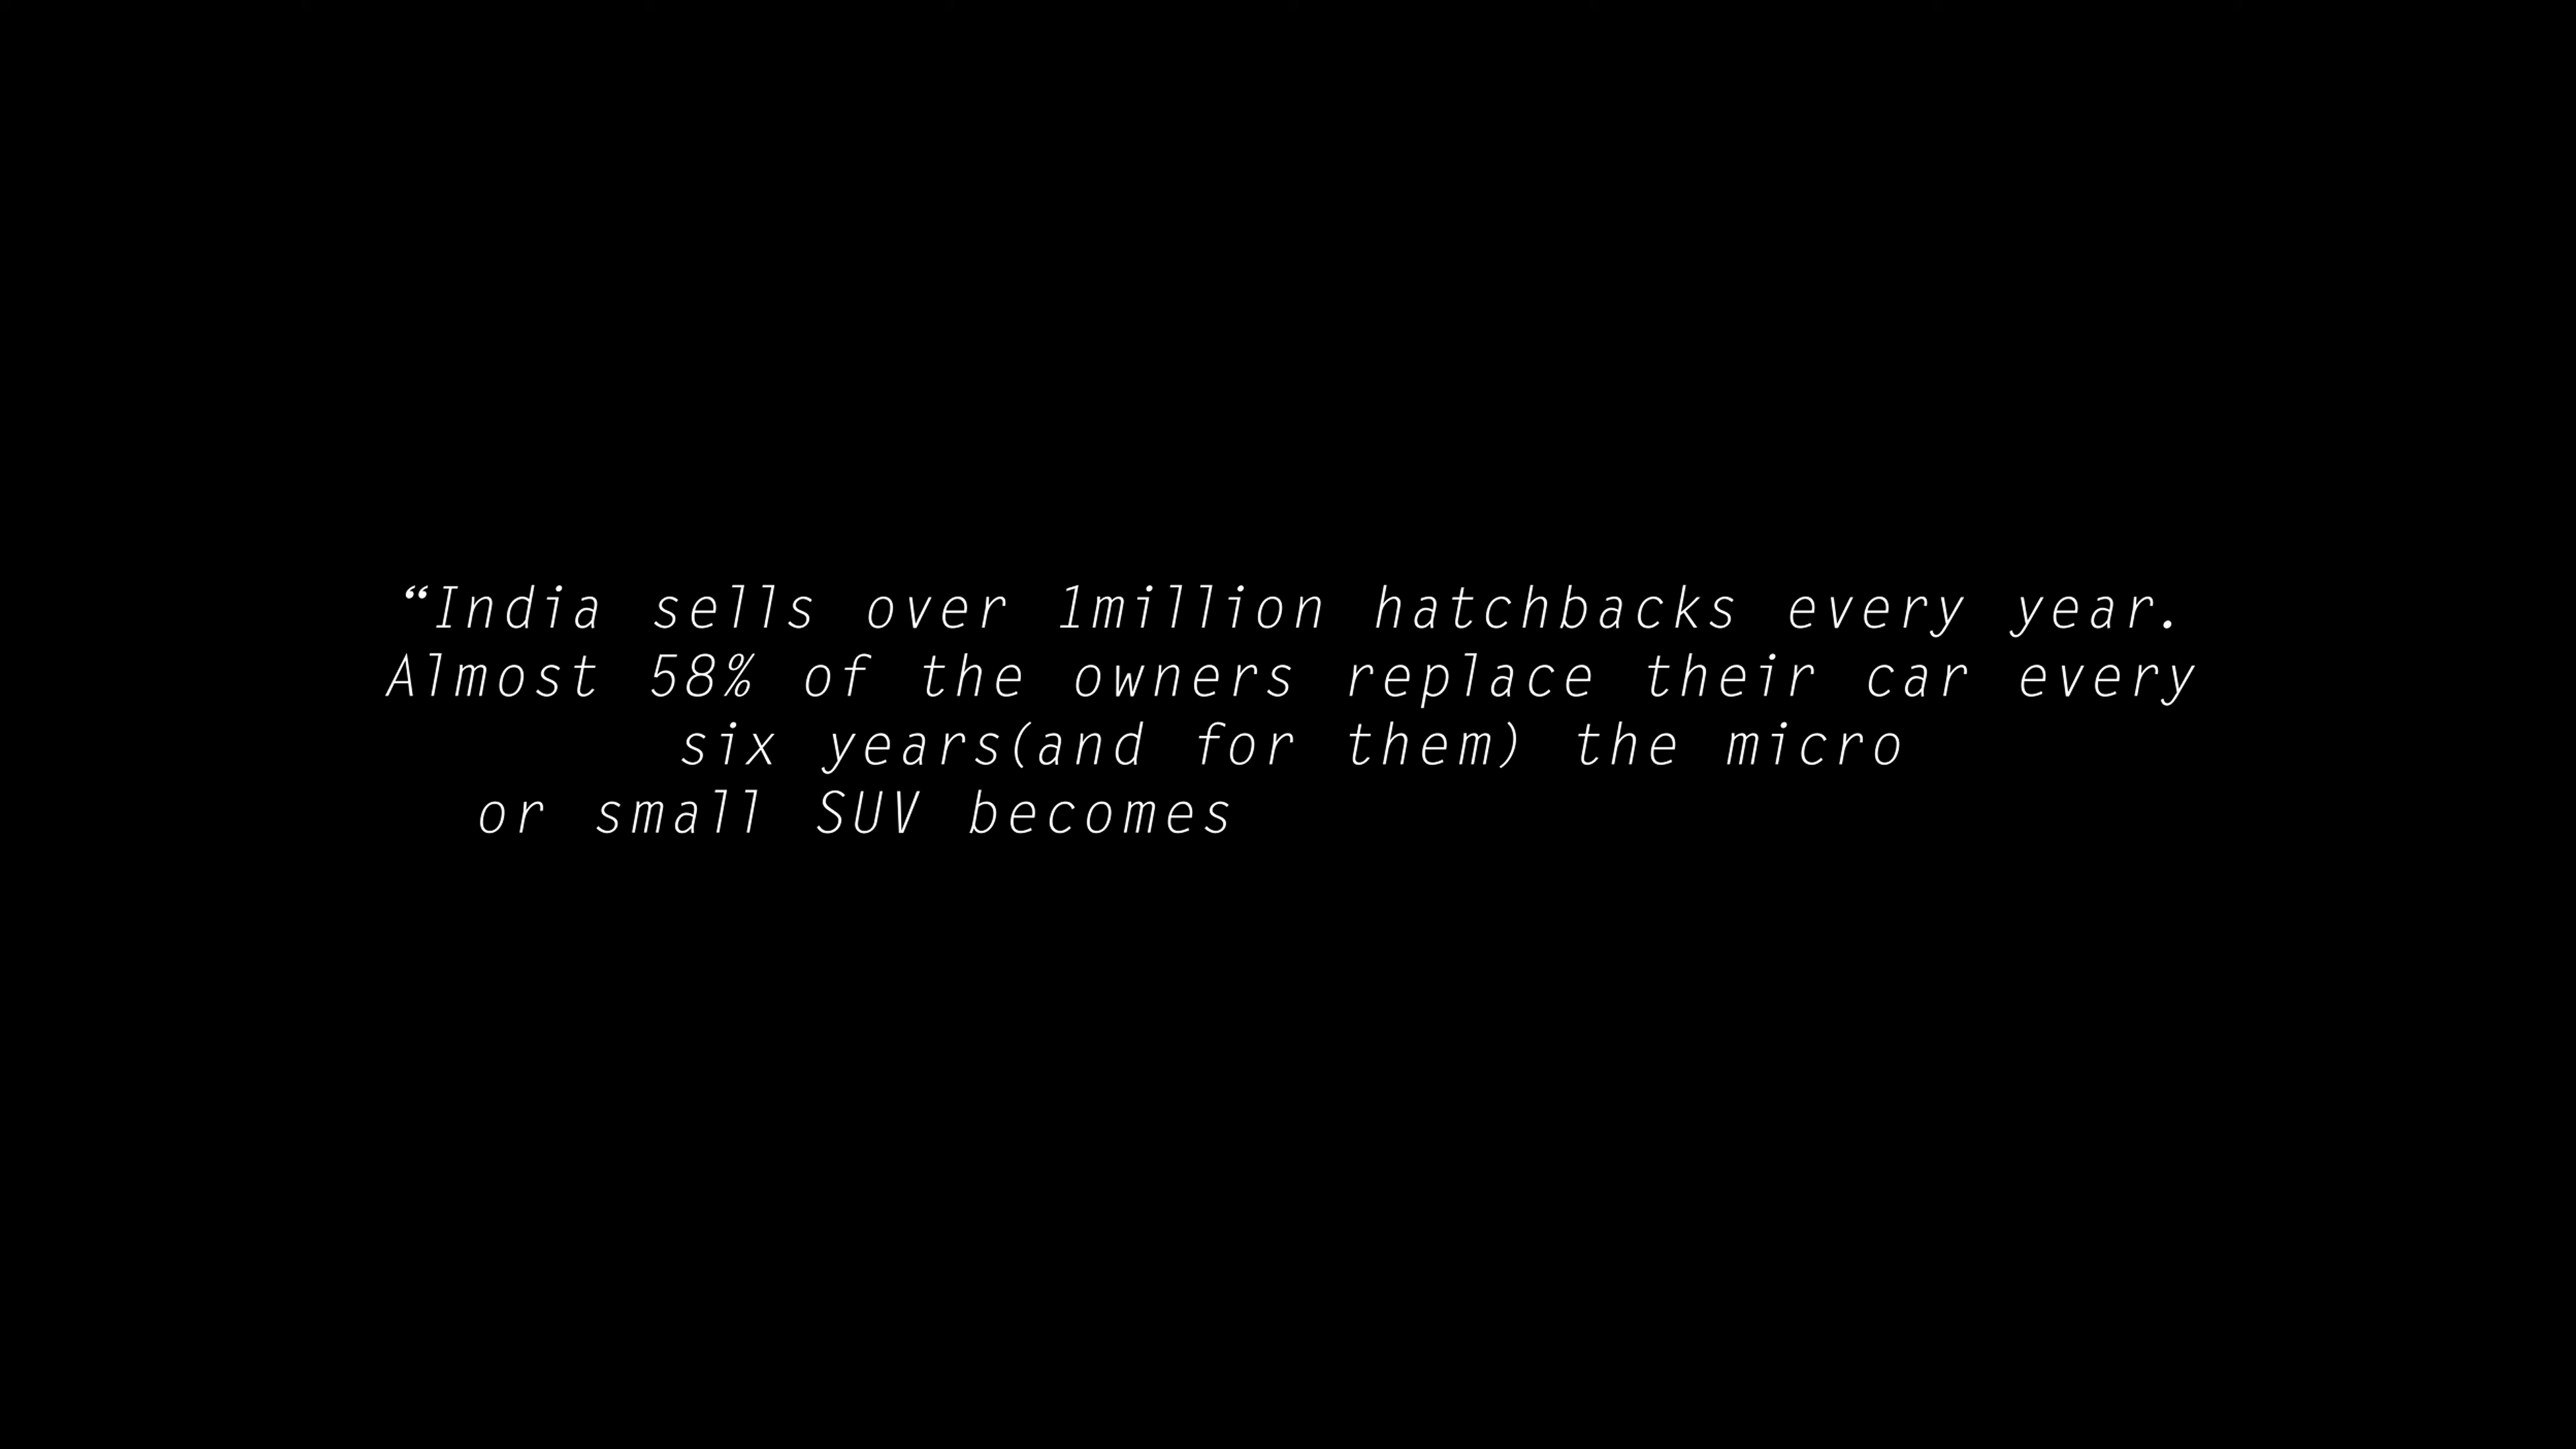 “India sells over 1million hatchbacks every year.
Almost 58% of the owners replace their car every
six years(and for them) the micro
or small SUV becomes